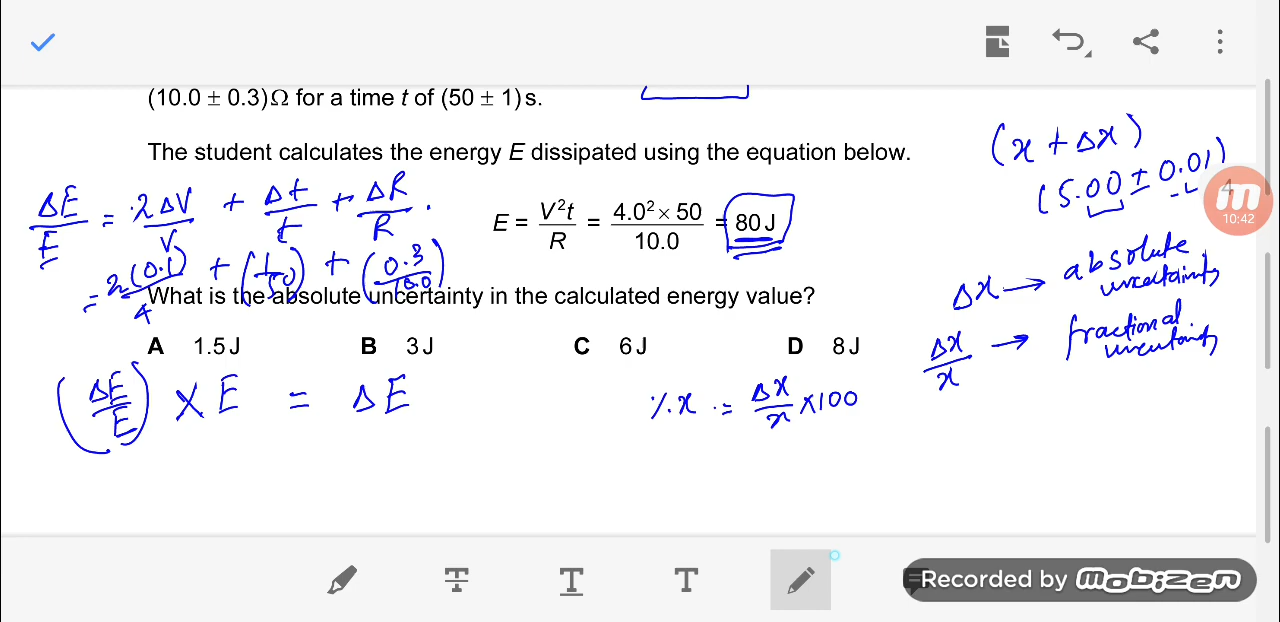 (10.0 ± 0.3) Ω for a time t of (50 ± 1) s.
(x + Δx)
The student calculates the energy E dissipated using the equation below.
(5.00 ± 0.01)
4
10:42
ΔE/E = 2ΔV/V + Δt/t + ΔR/R .
E = V²t/R = 4.0² × 50/10.0 = 80 J
= 2(0.1)/4 + (1/50) + (0.3/10.0)
Δx → absolute uncertainty
What is the absolute uncertainty in the calculated energy value?
Δx/x → fractional uncertainty
A 1.5 J B 3 J C 6 J D 8 J
(ΔE/E) × E = ΔE
%x = Δx/x × 100
T T T
Recorded by mobizen